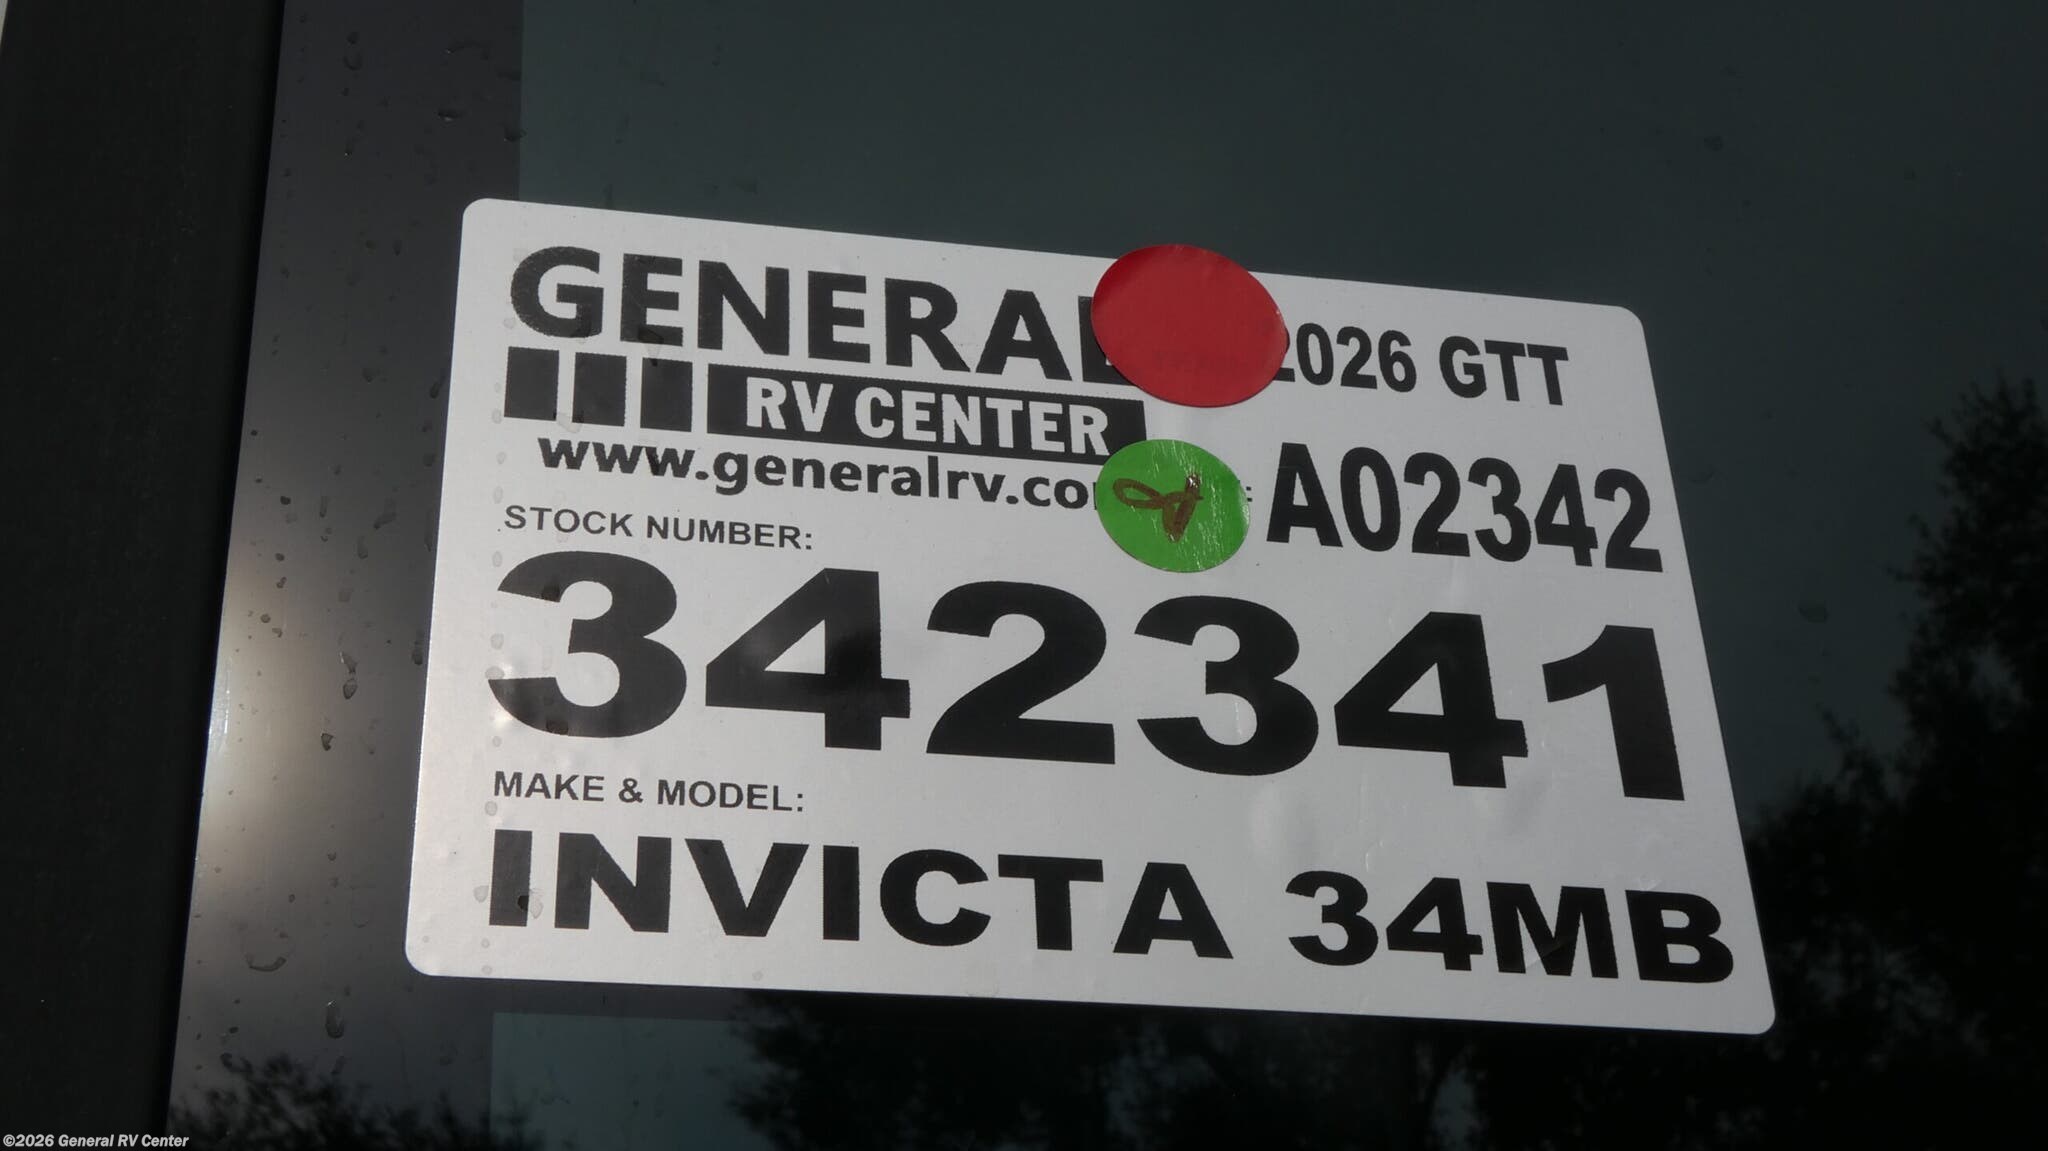 GENERAL
2026 GTT
RV CENTER
www.generalrv.co
A02342
STOCK NUMBER:
342341
MAKE & MODEL:
INVICTA 34MB
©2026 General RV Center